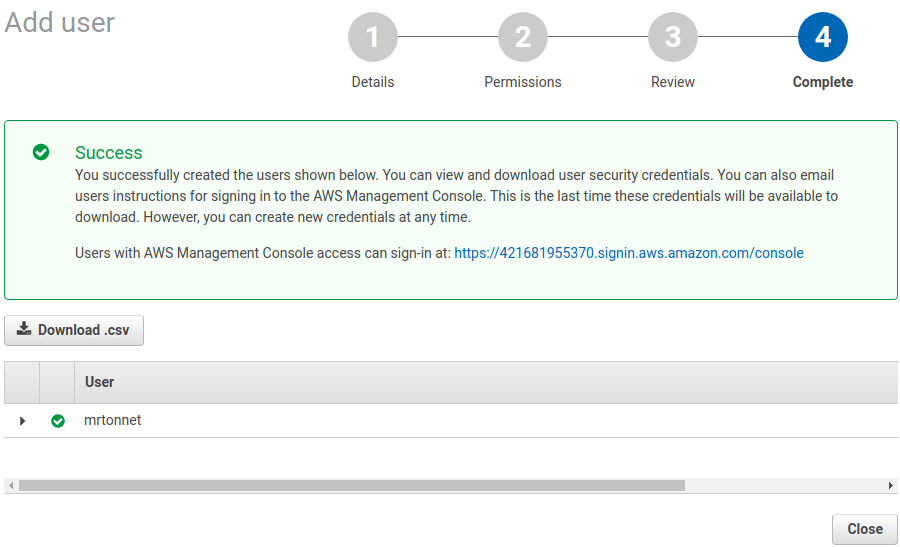 Add user
1 2 3 4
Details Permissions Review Complete
Success
You successfully created the users shown below. You can view and download user security credentials. You can also email
users instructions for signing in to the AWS Management Console. This is the last time these credentials will be available to
download. However, you can create new credentials at any time.
Users with AWS Management Console access can sign-in at: https://421681955370.signin.aws.amazon.com/console
Download .csv
User
mrtonnet
Close